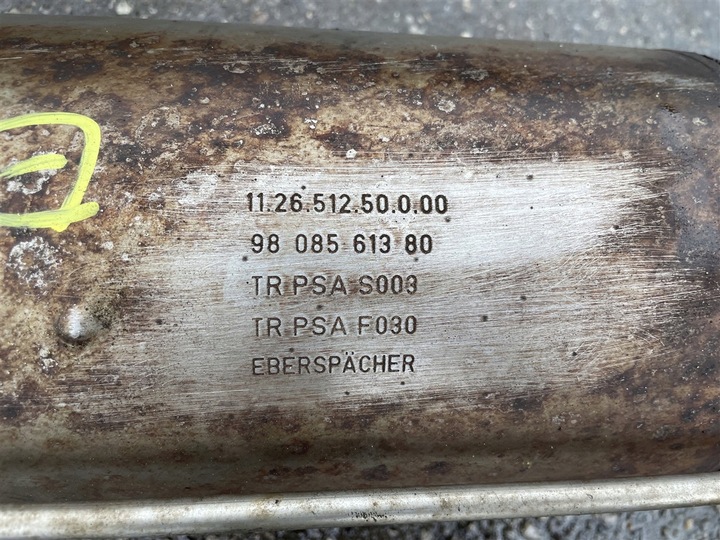 11.26.512.50.0.00
98 085 613 80
TR PSA S003
TR PSA F030
EBERSPÄCHER